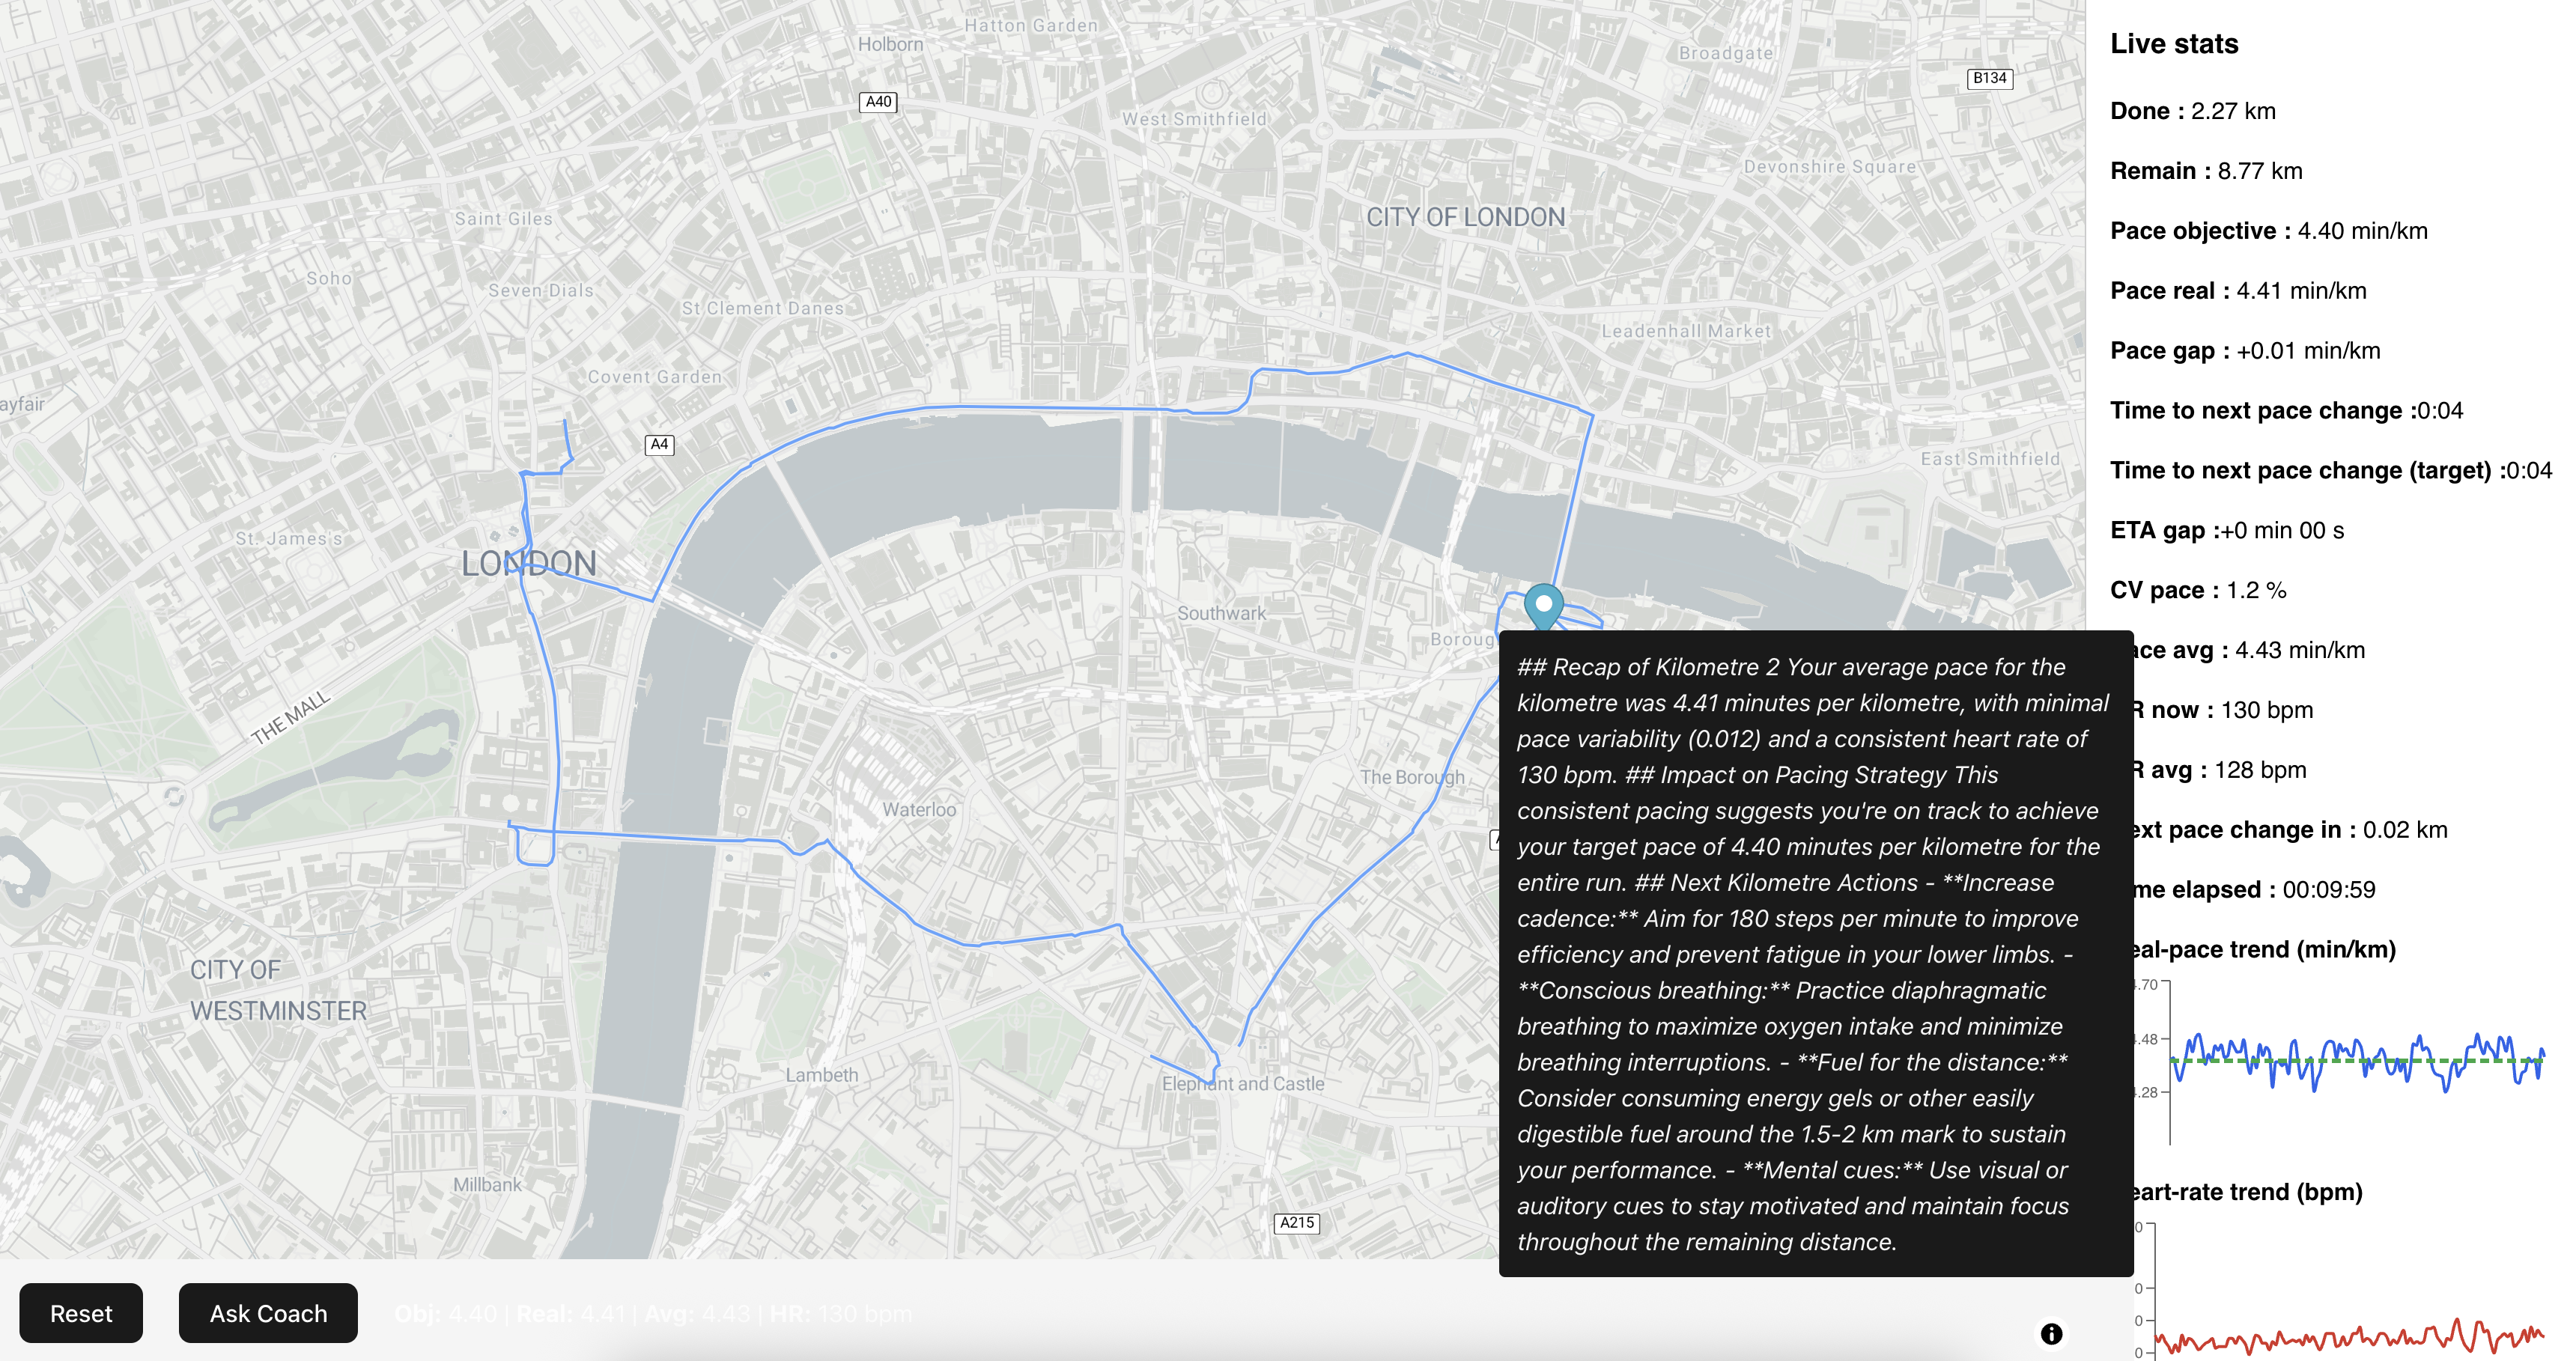 Hatton Garden
Holborn
Broadgate
B134
A40
West Smithfield
Devonshire Square
Saint Giles
CITY OF LONDON
Soho
Seven Dials
St Clement Danes
Leadenhall Market
Covent Garden
ayfair
A4
East Smithfield
St. James's
LONDON
Southwark
Boroug
THE MALL
The Borough
Waterloo
CITY OF
WESTMINSTER
Lambeth
Elephant and Castle
Millbank
A215
## Recap of Kilometre 2 Your average pace for the
kilometre was 4.41 minutes per kilometre, with minimal
pace variability (0.012) and a consistent heart rate of
130 bpm. ## Impact on Pacing Strategy This
consistent pacing suggests you're on track to achieve
your target pace of 4.40 minutes per kilometre for the
entire run. ## Next Kilometre Actions - **Increase
cadence:** Aim for 180 steps per minute to improve
efficiency and prevent fatigue in your lower limbs. -
**Conscious breathing:** Practice diaphragmatic
breathing to maximize oxygen intake and minimize
breathing interruptions. - **Fuel for the distance:**
Consider consuming energy gels or other easily
digestible fuel around the 1.5-2 km mark to sustain
your performance. - **Mental cues:** Use visual or
auditory cues to stay motivated and maintain focus
throughout the remaining distance.
Reset
Ask Coach
Obj: 4.40 | Real: 4.41 | Avg: 4.43 | HR: 130 bpm
Live stats
Done : 2.27 km
Remain : 8.77 km
Pace objective : 4.40 min/km
Pace real : 4.41 min/km
Pace gap : +0.01 min/km
Time to next pace change :0:04
Time to next pace change (target) :0:04
ETA gap :+0 min 00 s
CV pace : 1.2 %
ace avg : 4.43 min/km
R now : 130 bpm
R avg : 128 bpm
ext pace change in : 0.02 km
me elapsed : 00:09:59
eal-pace trend (min/km)
.70
.48
.28
eart-rate trend (bpm)
0
0
0
0